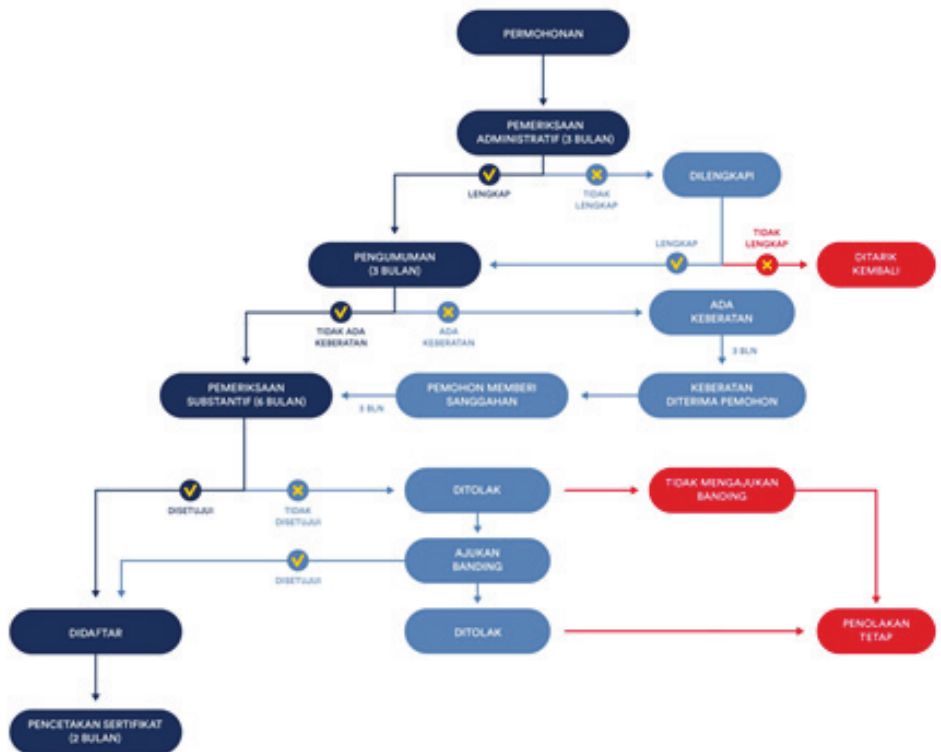 PERMOHONAN
PEMERIKSAAN
ADMINISTRATIF (3 BULAN)
LENGKAP
TIDAK
LENGKAP
DILENGKAPI
PENGUMUMAN
(3 BULAN)
LENGKAP
TIDAK
LENGKAP
DITARIK
KEMBALI
TIDAK ADA
KEBERATAN
ADA
KEBERATAN
ADA
KEBERATAN
3 BLN
PEMERIKSAAN
SUBSTANTIF (6 BULAN)
3 BLN
PEMOHON MEMBERI
SANGGAHAN
KEBERATAN
DITERIMA PEMOHON
DISETUJUI
TIDAK
DISETUJUI
DITOLAK
TIDAK MENGAJUKAN
BANDING
DISETUJUI
AJUKAN
BANDING
DIDAFTAR
DITOLAK
PENOLAKAN
TETAP
PENCETAKAN SERTIFIKAT
(2 BULAN)